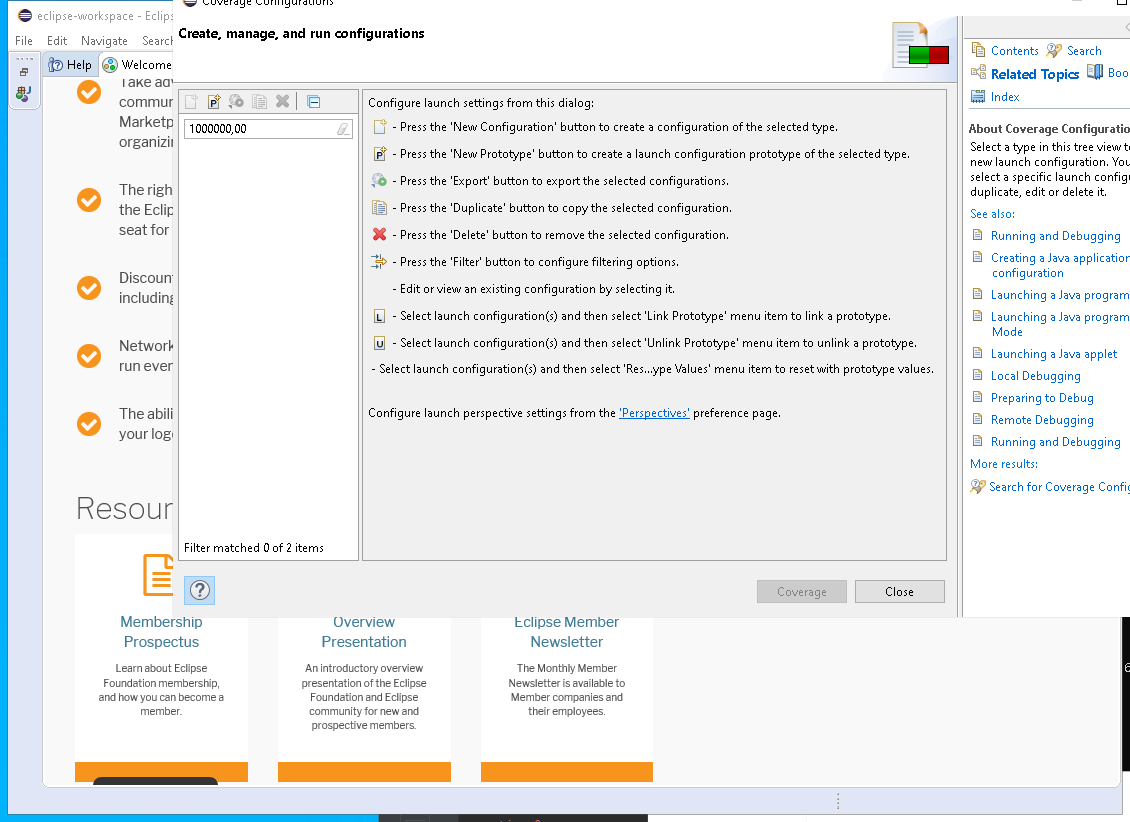 eclipse-workspace - Eclips
File Edit Navigate Search
Help
Welcome
Take adv
commun
Marketp
organizin
The righ
the Eclip
seat for
Discoun
including
Network
run ever
The abili
your logo
Resour
Membership
Prospectus
Learn about Eclipse
Foundation membership,
and how you can become a
member.
Overview
Presentation
An introductory overview
presentation of the Eclipse
Foundation and Eclipse
community for new and
prospective members.
Eclipse Member
Newsletter
The Monthly Member
Newsletter is available to
Member companies and
their employees.
Coverage Configurations
Create, manage, and run configurations
1000000,00
Filter matched 0 of 2 items
Configure launch settings from this dialog:
- Press the 'New Configuration' button to create a configuration of the selected type.
P - Press the 'New Prototype' button to create a launch configuration prototype of the selected type.
- Press the 'Export' button to export the selected configurations.
- Press the 'Duplicate' button to copy the selected configuration.
- Press the 'Delete' button to remove the selected configuration.
- Press the 'Filter' button to configure filtering options.
- Edit or view an existing configuration by selecting it.
L - Select launch configuration(s) and then select 'Link Prototype' menu item to link a prototype.
U - Select launch configuration(s) and then select 'Unlink Prototype' menu item to unlink a prototype.
- Select launch configuration(s) and then select 'Res...ype Values' menu item to reset with prototype values.
Configure launch perspective settings from the 'Perspectives' preference page.
Coverage
Close
Contents Search
Related Topics Boo
Index
About Coverage Configuratio
Select a type in this tree view to
new launch configuration. You
select a specific launch configu
duplicate, edit or delete it.
See also:
Running and Debugging
Creating a Java application
configuration
Launching a Java program
Launching a Java program
Mode
Launching a Java applet
Local Debugging
Preparing to Debug
Remote Debugging
Running and Debugging
More results:
Search for Coverage Config